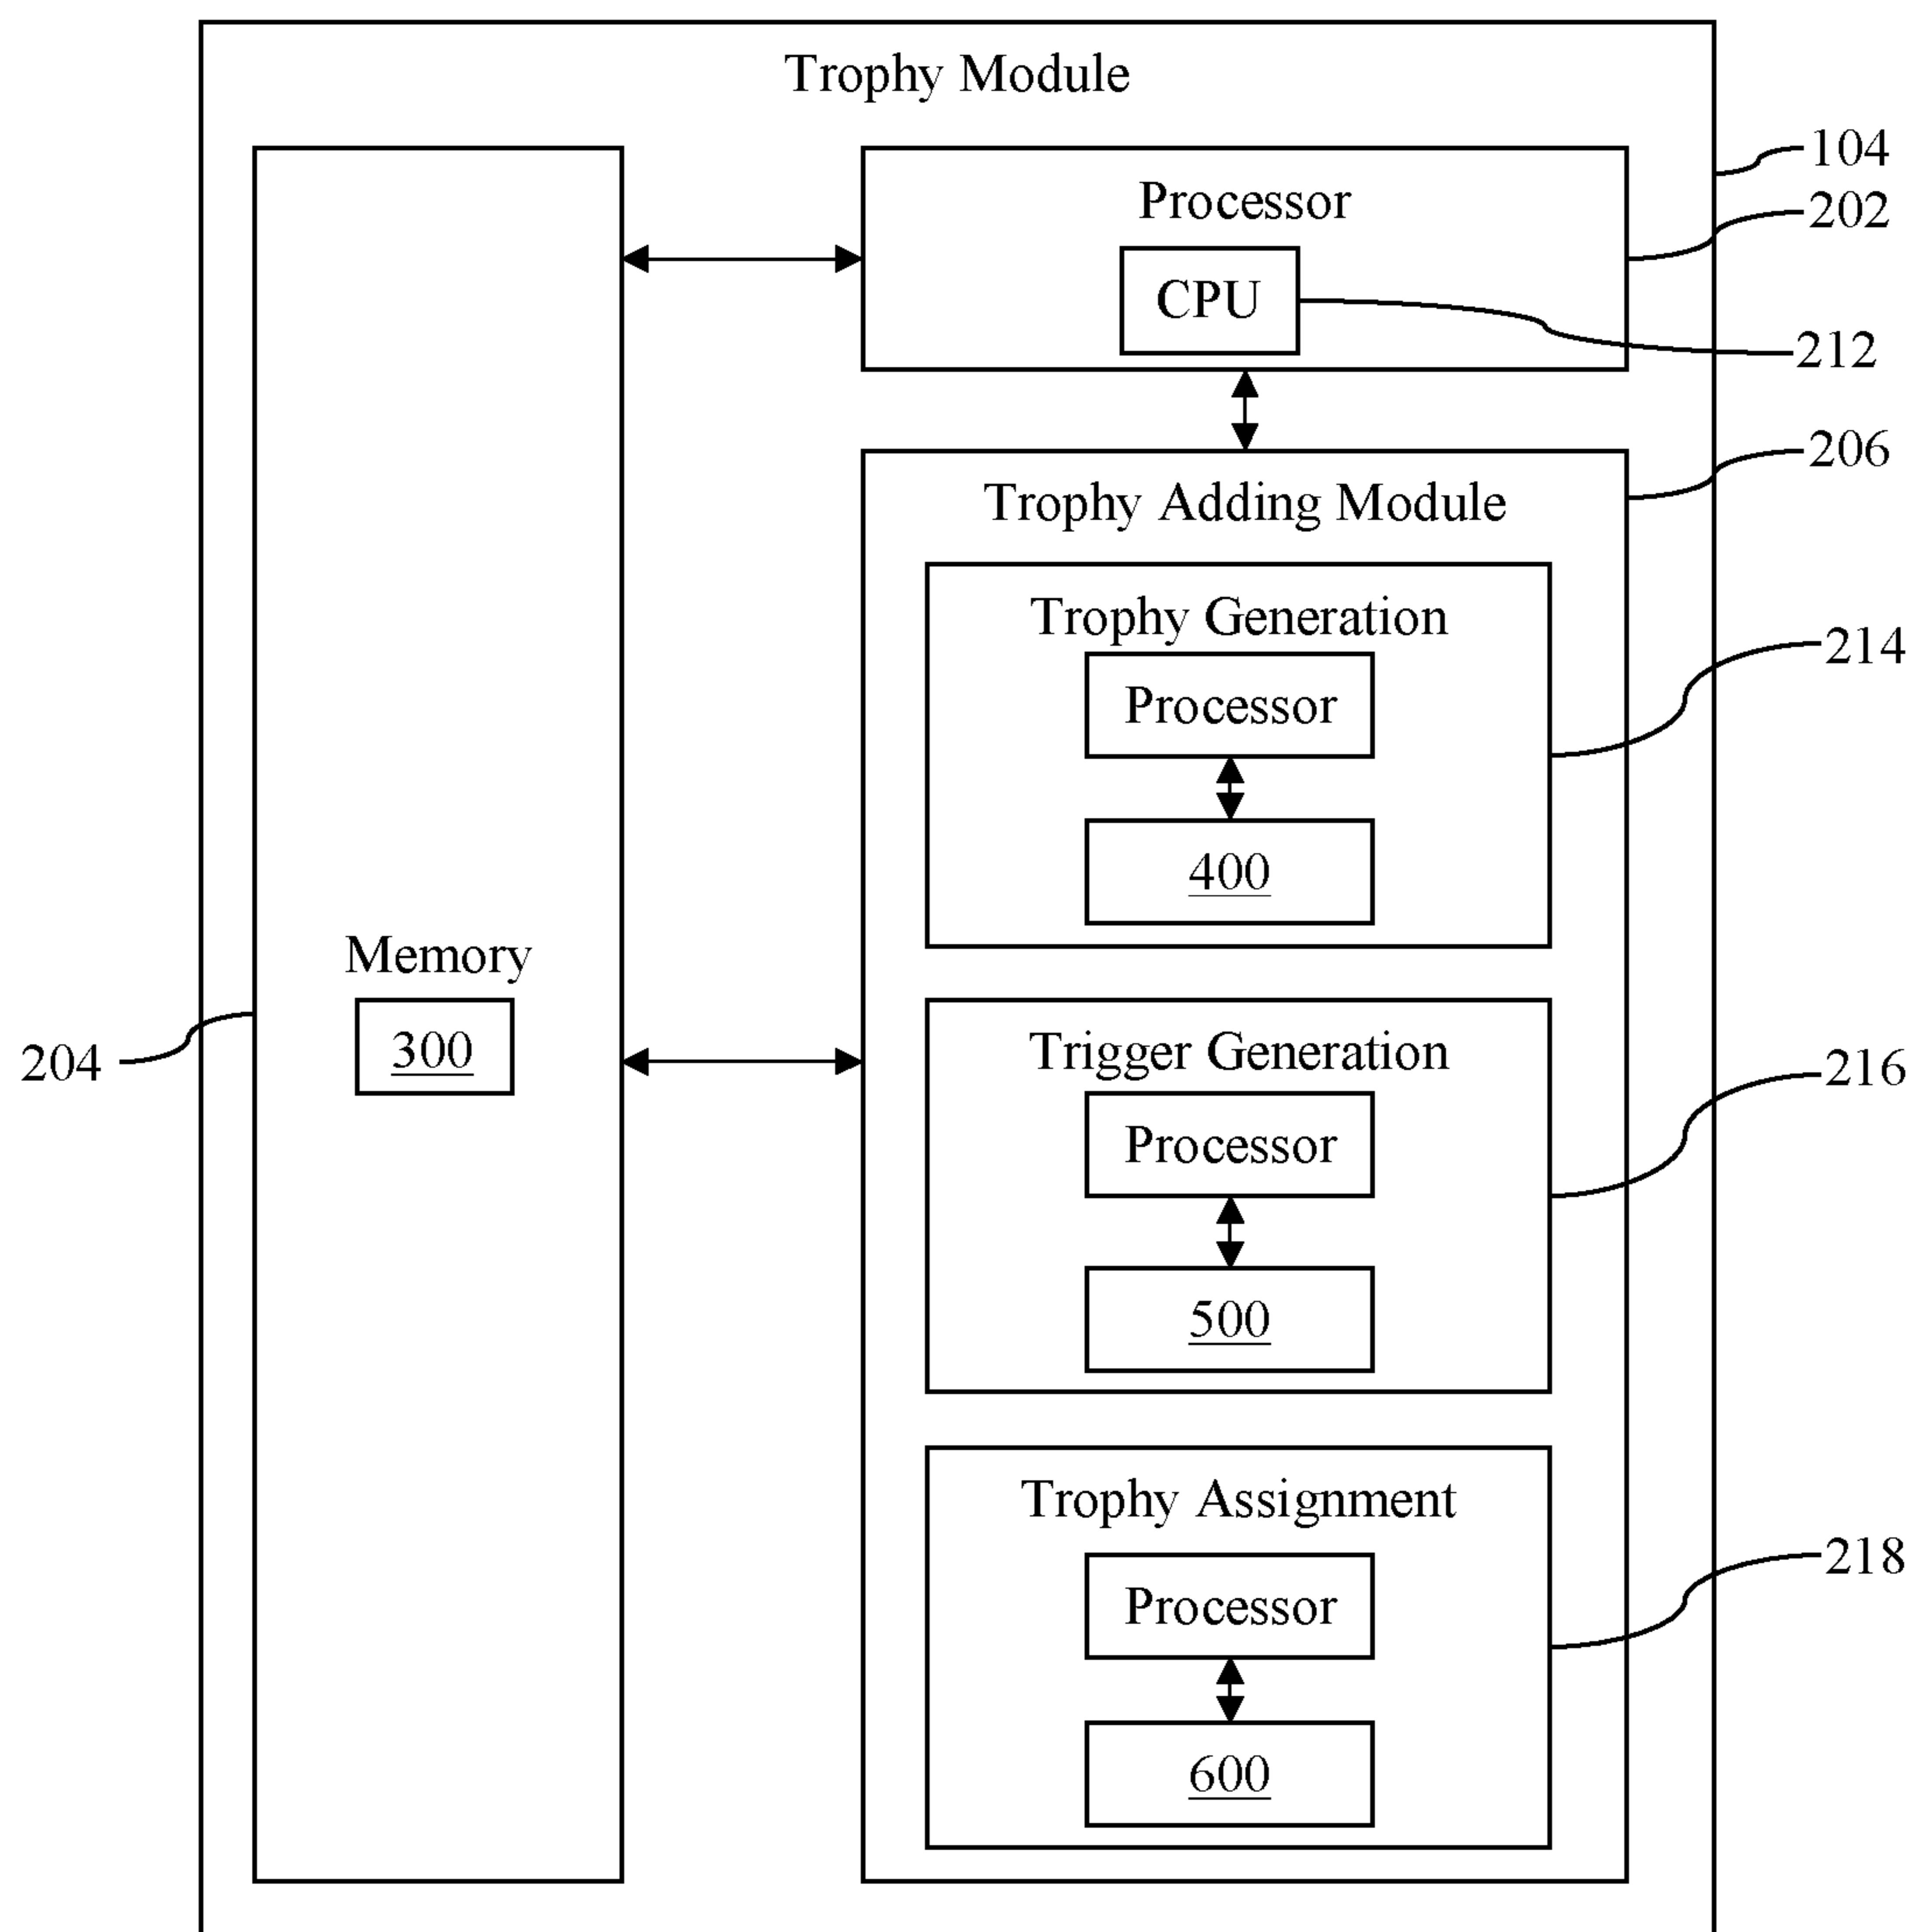 Trophy Module
104
Processor
202
CPU
212
206
Trophy Adding Module
Trophy Generation
214
Processor
400
Memory
300
204
Trigger Generation
216
Processor
500
Trophy Assignment
218
Processor
600